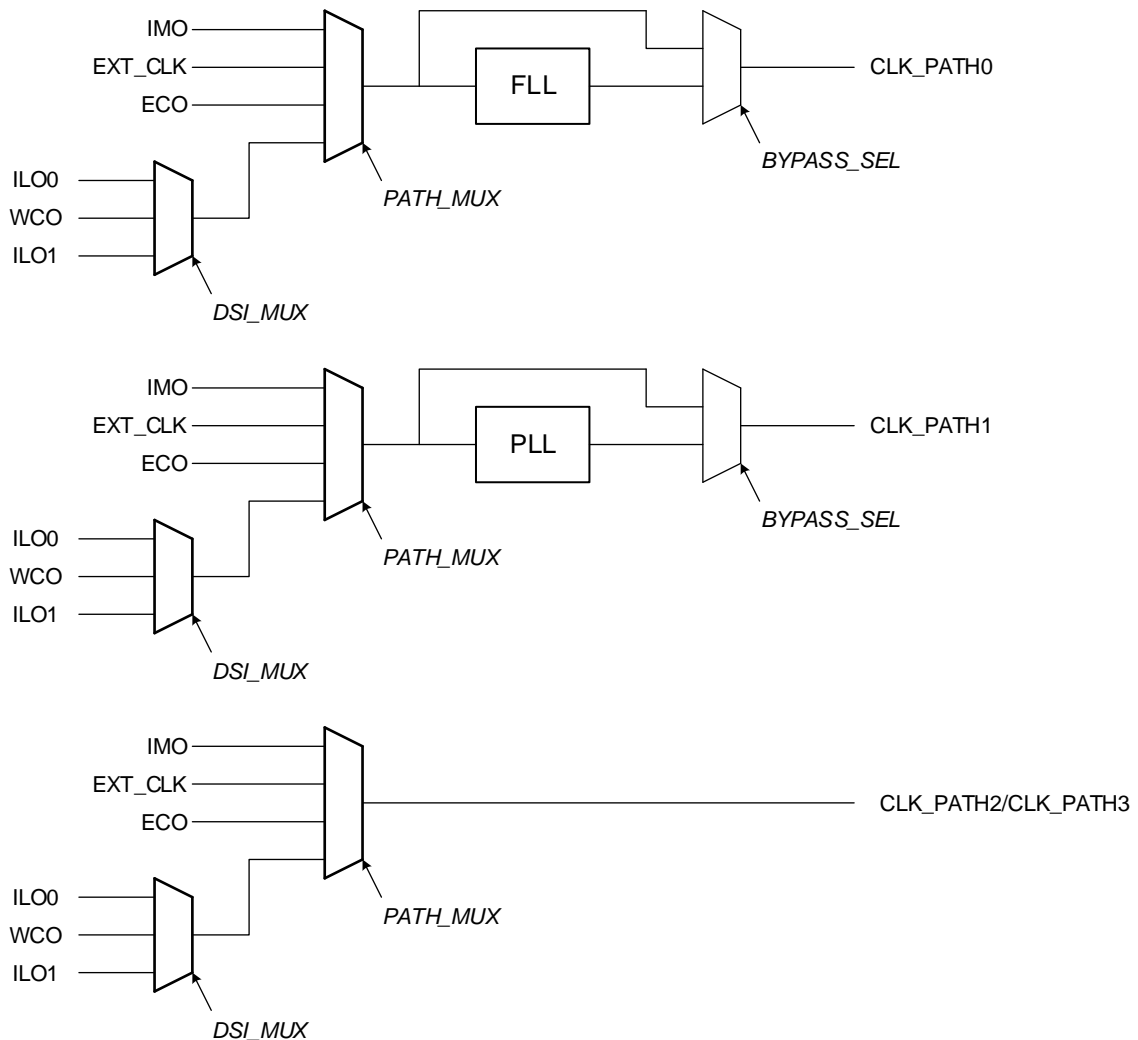 IMO
EXT_CLK
ECO
FLL
CLK_PATH0
BYPASS_SEL
PATH_MUX
ILO0
WCO
ILO1
DSI_MUX
IMO
EXT_CLK
ECO
PLL
CLK_PATH1
BYPASS_SEL
PATH_MUX
ILO0
WCO
ILO1
DSI_MUX
IMO
EXT_CLK
ECO
CLK_PATH2/CLK_PATH3
PATH_MUX
ILO0
WCO
ILO1
DSI_MUX